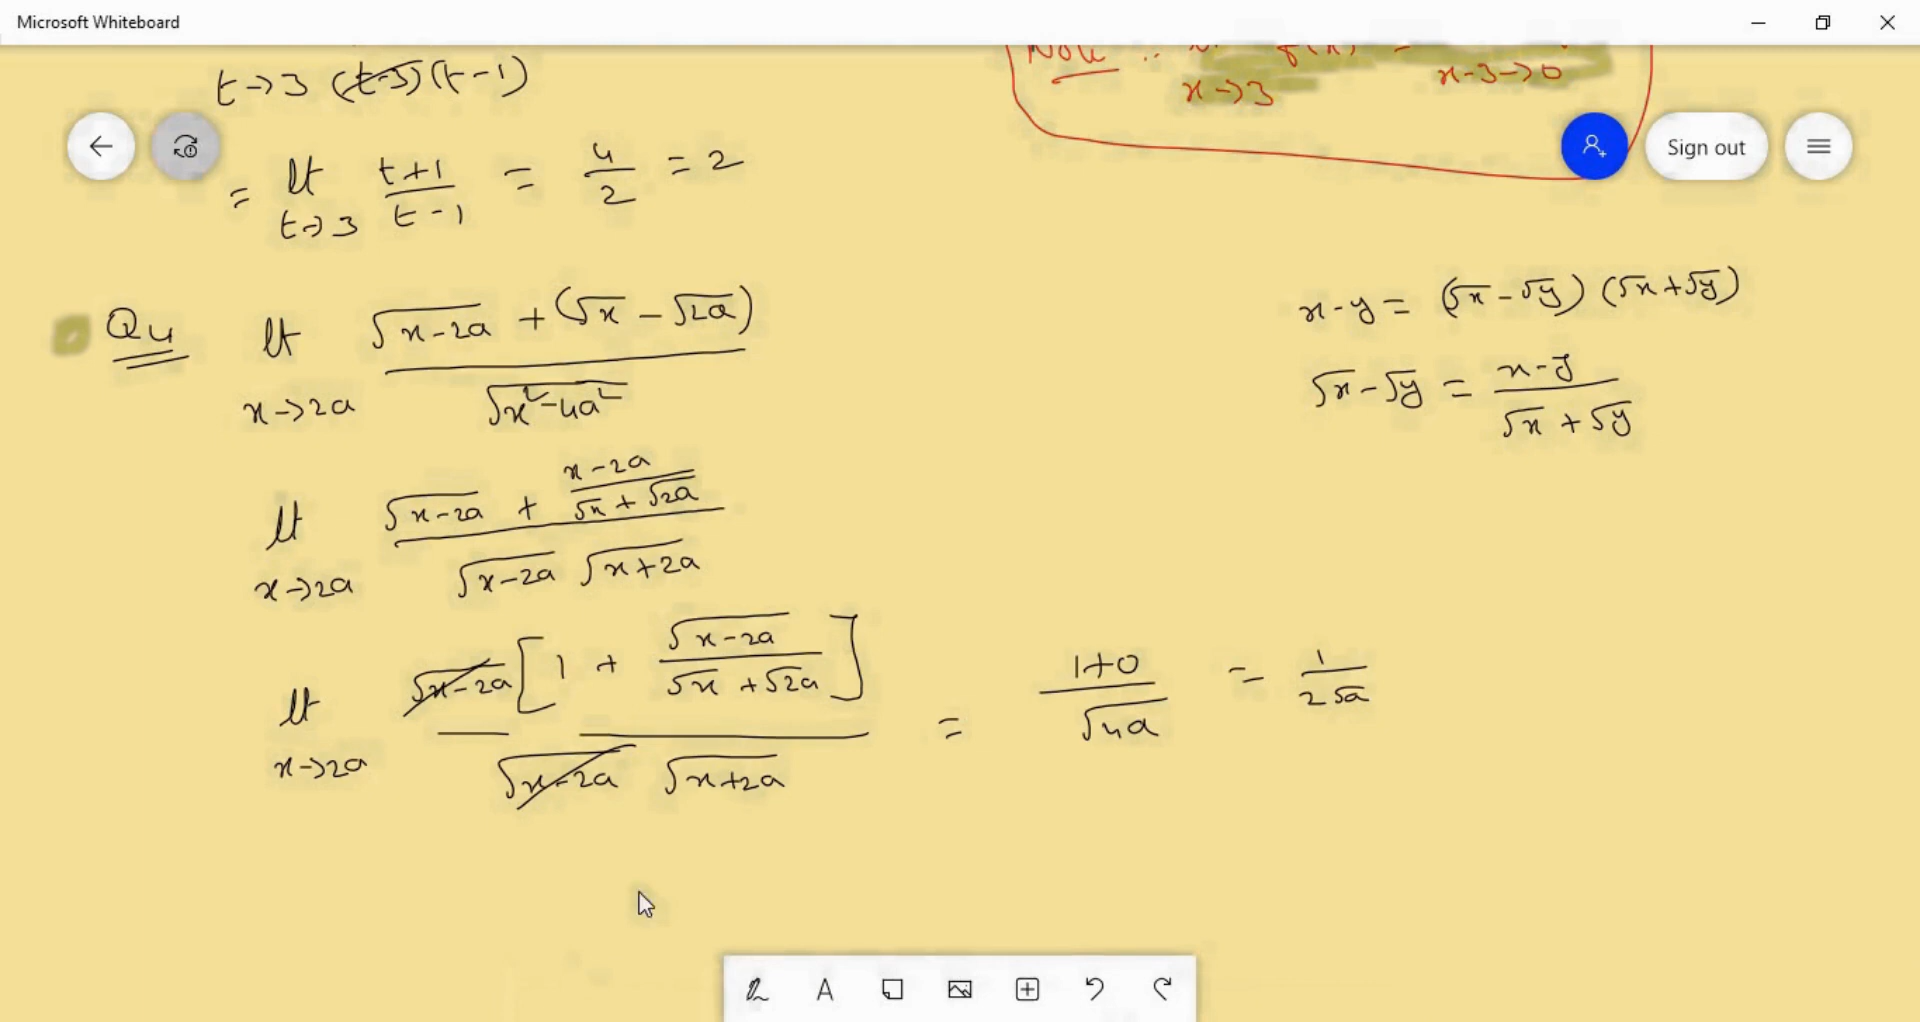 Microsoft Whiteboard
t→3 (t-3)(t-1)
Note :-
x→3
x-3→0
Sign out
= lt t+1/t-1 = 4/2 = 2
t→3
Q4 lt √(x-2a) + (√x - √2a) / √(x²-4a²)
x→2a
x-y = (√x-√y) (√x+√y)
√x-√y = x-y / √x+√y
lt √(x-2a) + (x-2a / √x + √2a) / √(x-2a) √(x+2a)
x→2a
lt √(x-2a) [1 + √(x-2a) / √x + √2a] / √(x-2a) √(x+2a) = 1+0 / √4a = 1 / 2√a
x→2a